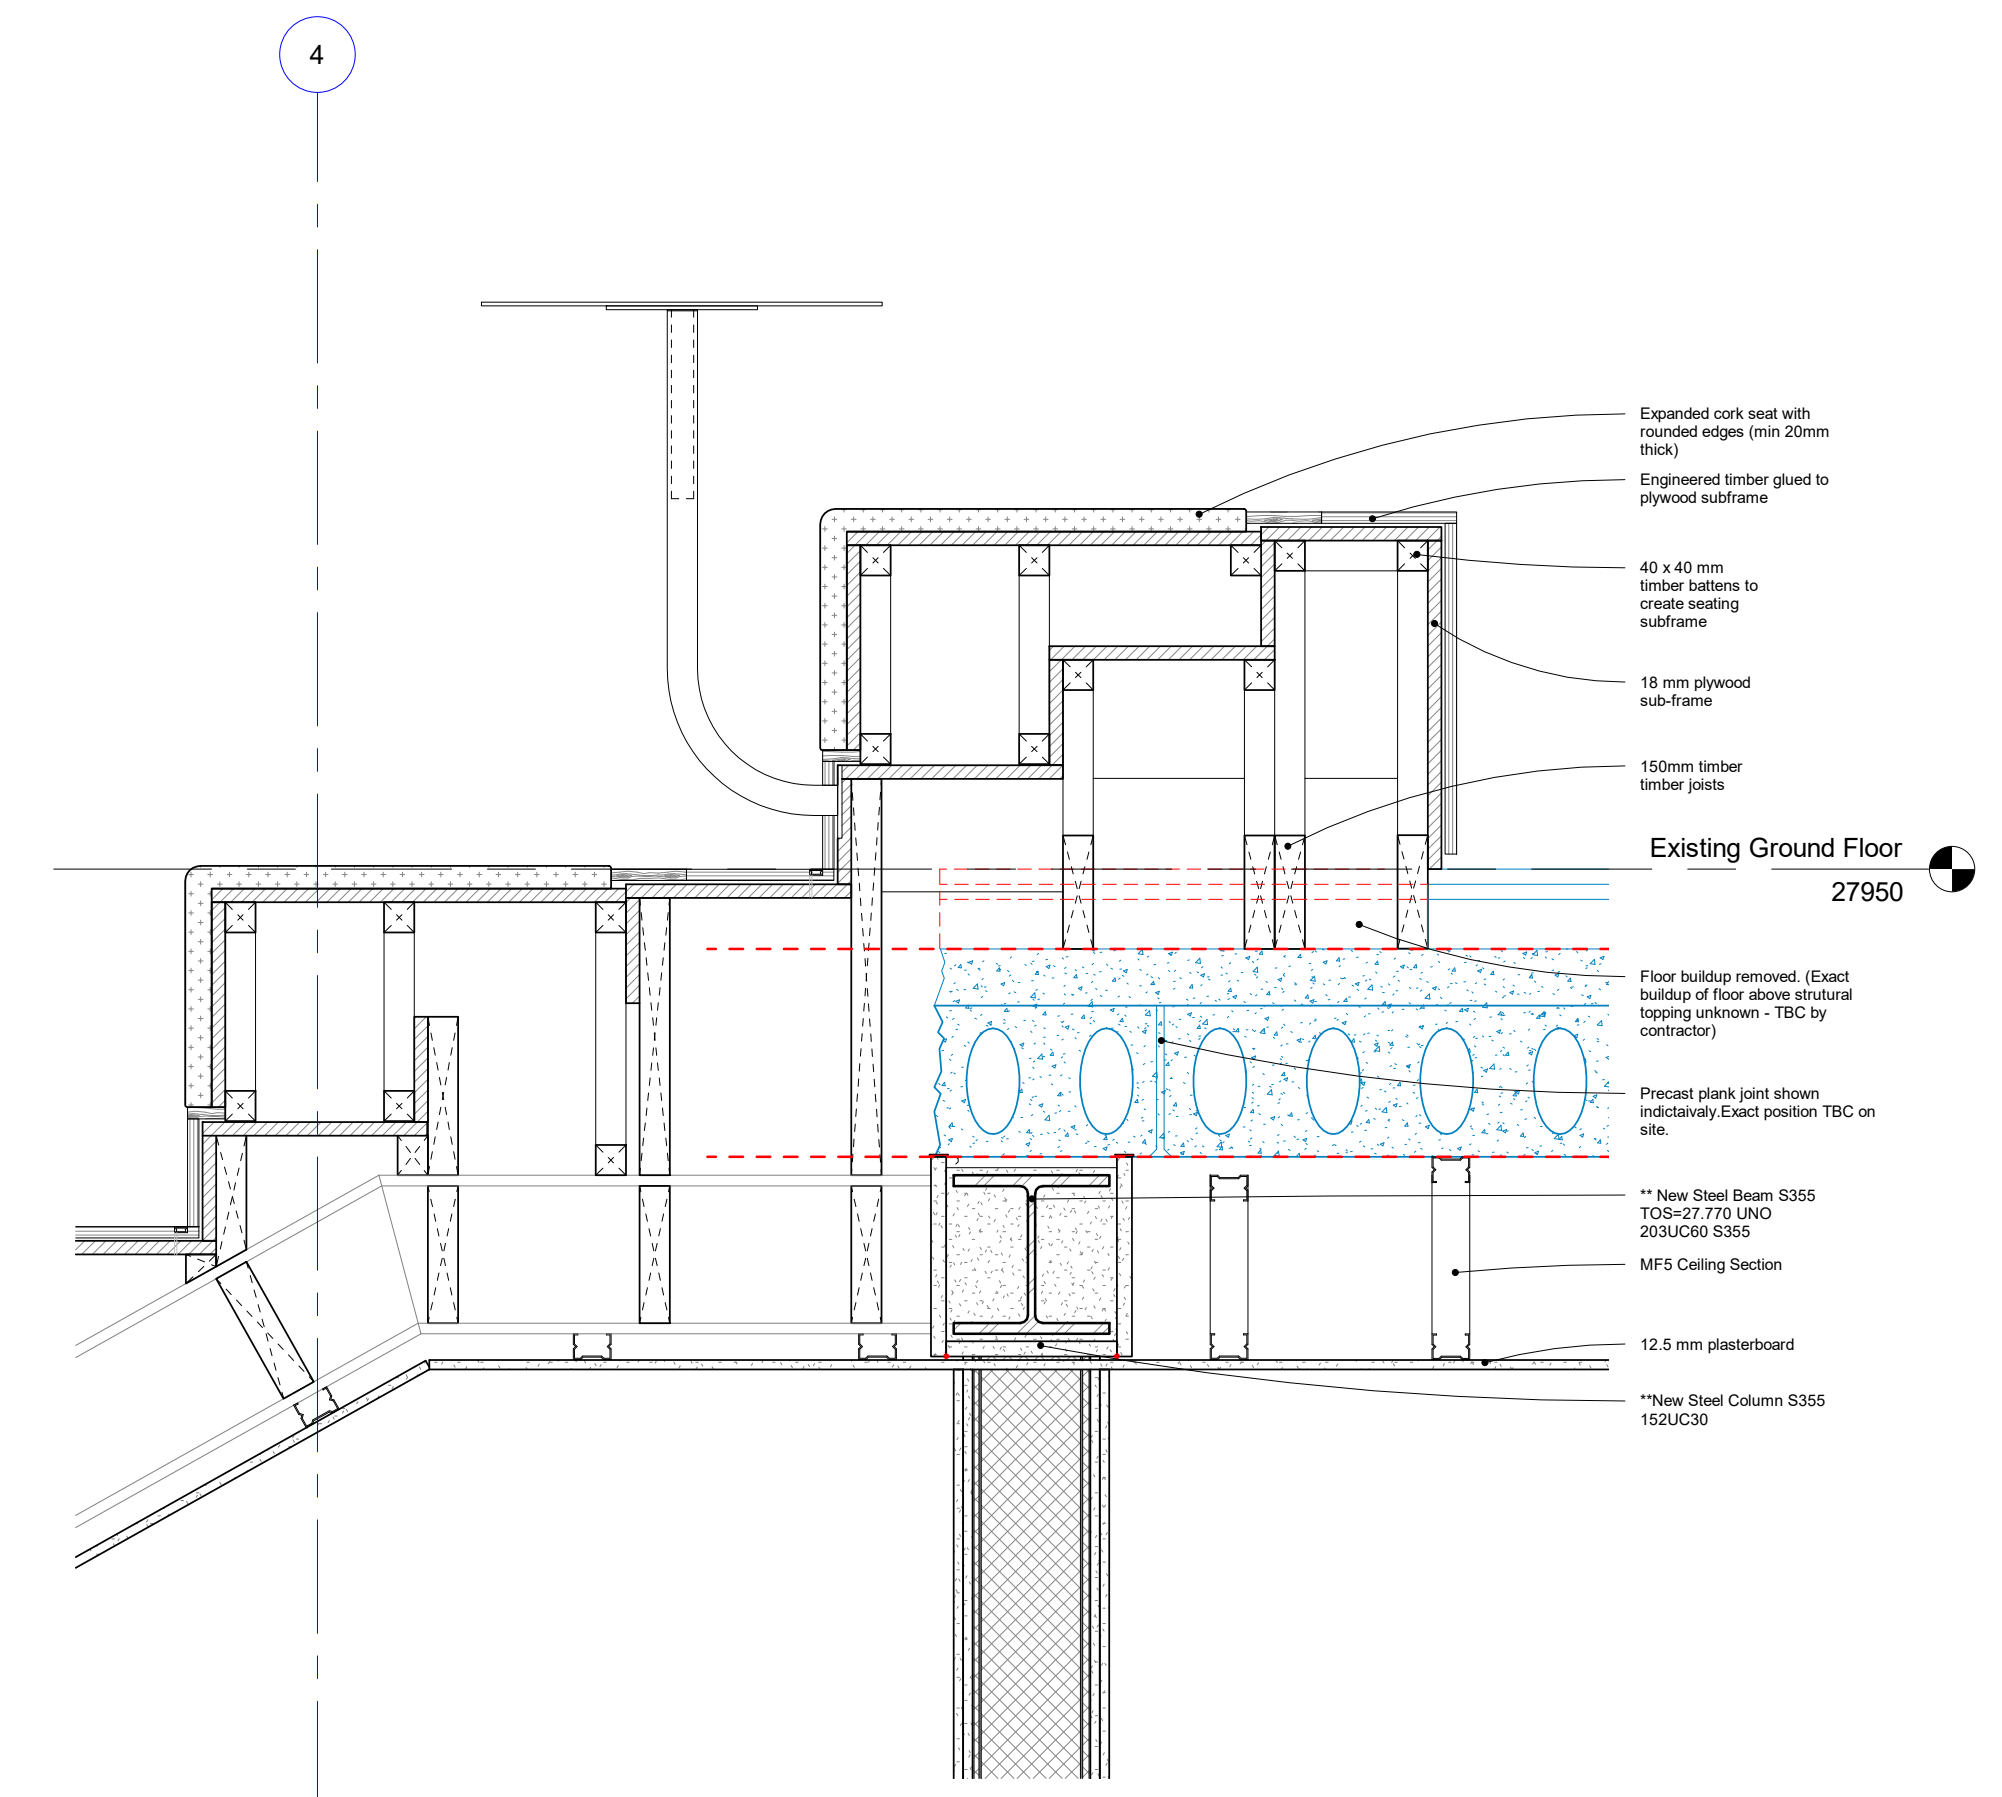 4
Expanded cork seat with
rounded edges (min 20mm
thick)
Engineered timber glued to
plywood subframe
40 x 40 mm
timber battens to
create seating
subframe
18 mm plywood
sub-frame
150mm timber
timber joists
Existing Ground Floor
27950
Floor buildup removed. (Exact
buildup of floor above strutural
topping unknown - TBC by
contractor)
Precast plank joint shown
indictaivaly.Exact position TBC on
site.
** New Steel Beam S355
TOS=27.770 UNO
203UC60 S355
MF5 Ceiling Section
12.5 mm plasterboard
**New Steel Column S355
152UC30